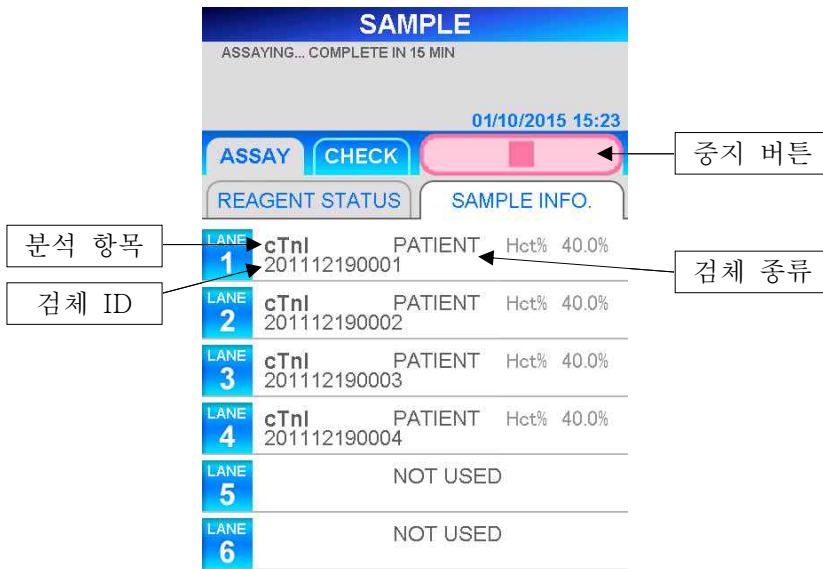 SAMPLE
ASSAYING... COMPLETE IN 15 MIN
01/10/2015 15:23
ASSAY CHECK
중지 버튼
REAGENT STATUS SAMPLE INFO.
분석 항목
LANE 1 cTnI PATIENT Hct% 40.0%
201112190001
검체 종류
검체 ID
LANE 2 cTnI PATIENT Hct% 40.0%
201112190002
LANE 3 cTnI PATIENT Hct% 40.0%
201112190003
LANE 4 cTnI PATIENT Hct% 40.0%
201112190004
LANE 5 NOT USED
LANE 6 NOT USED